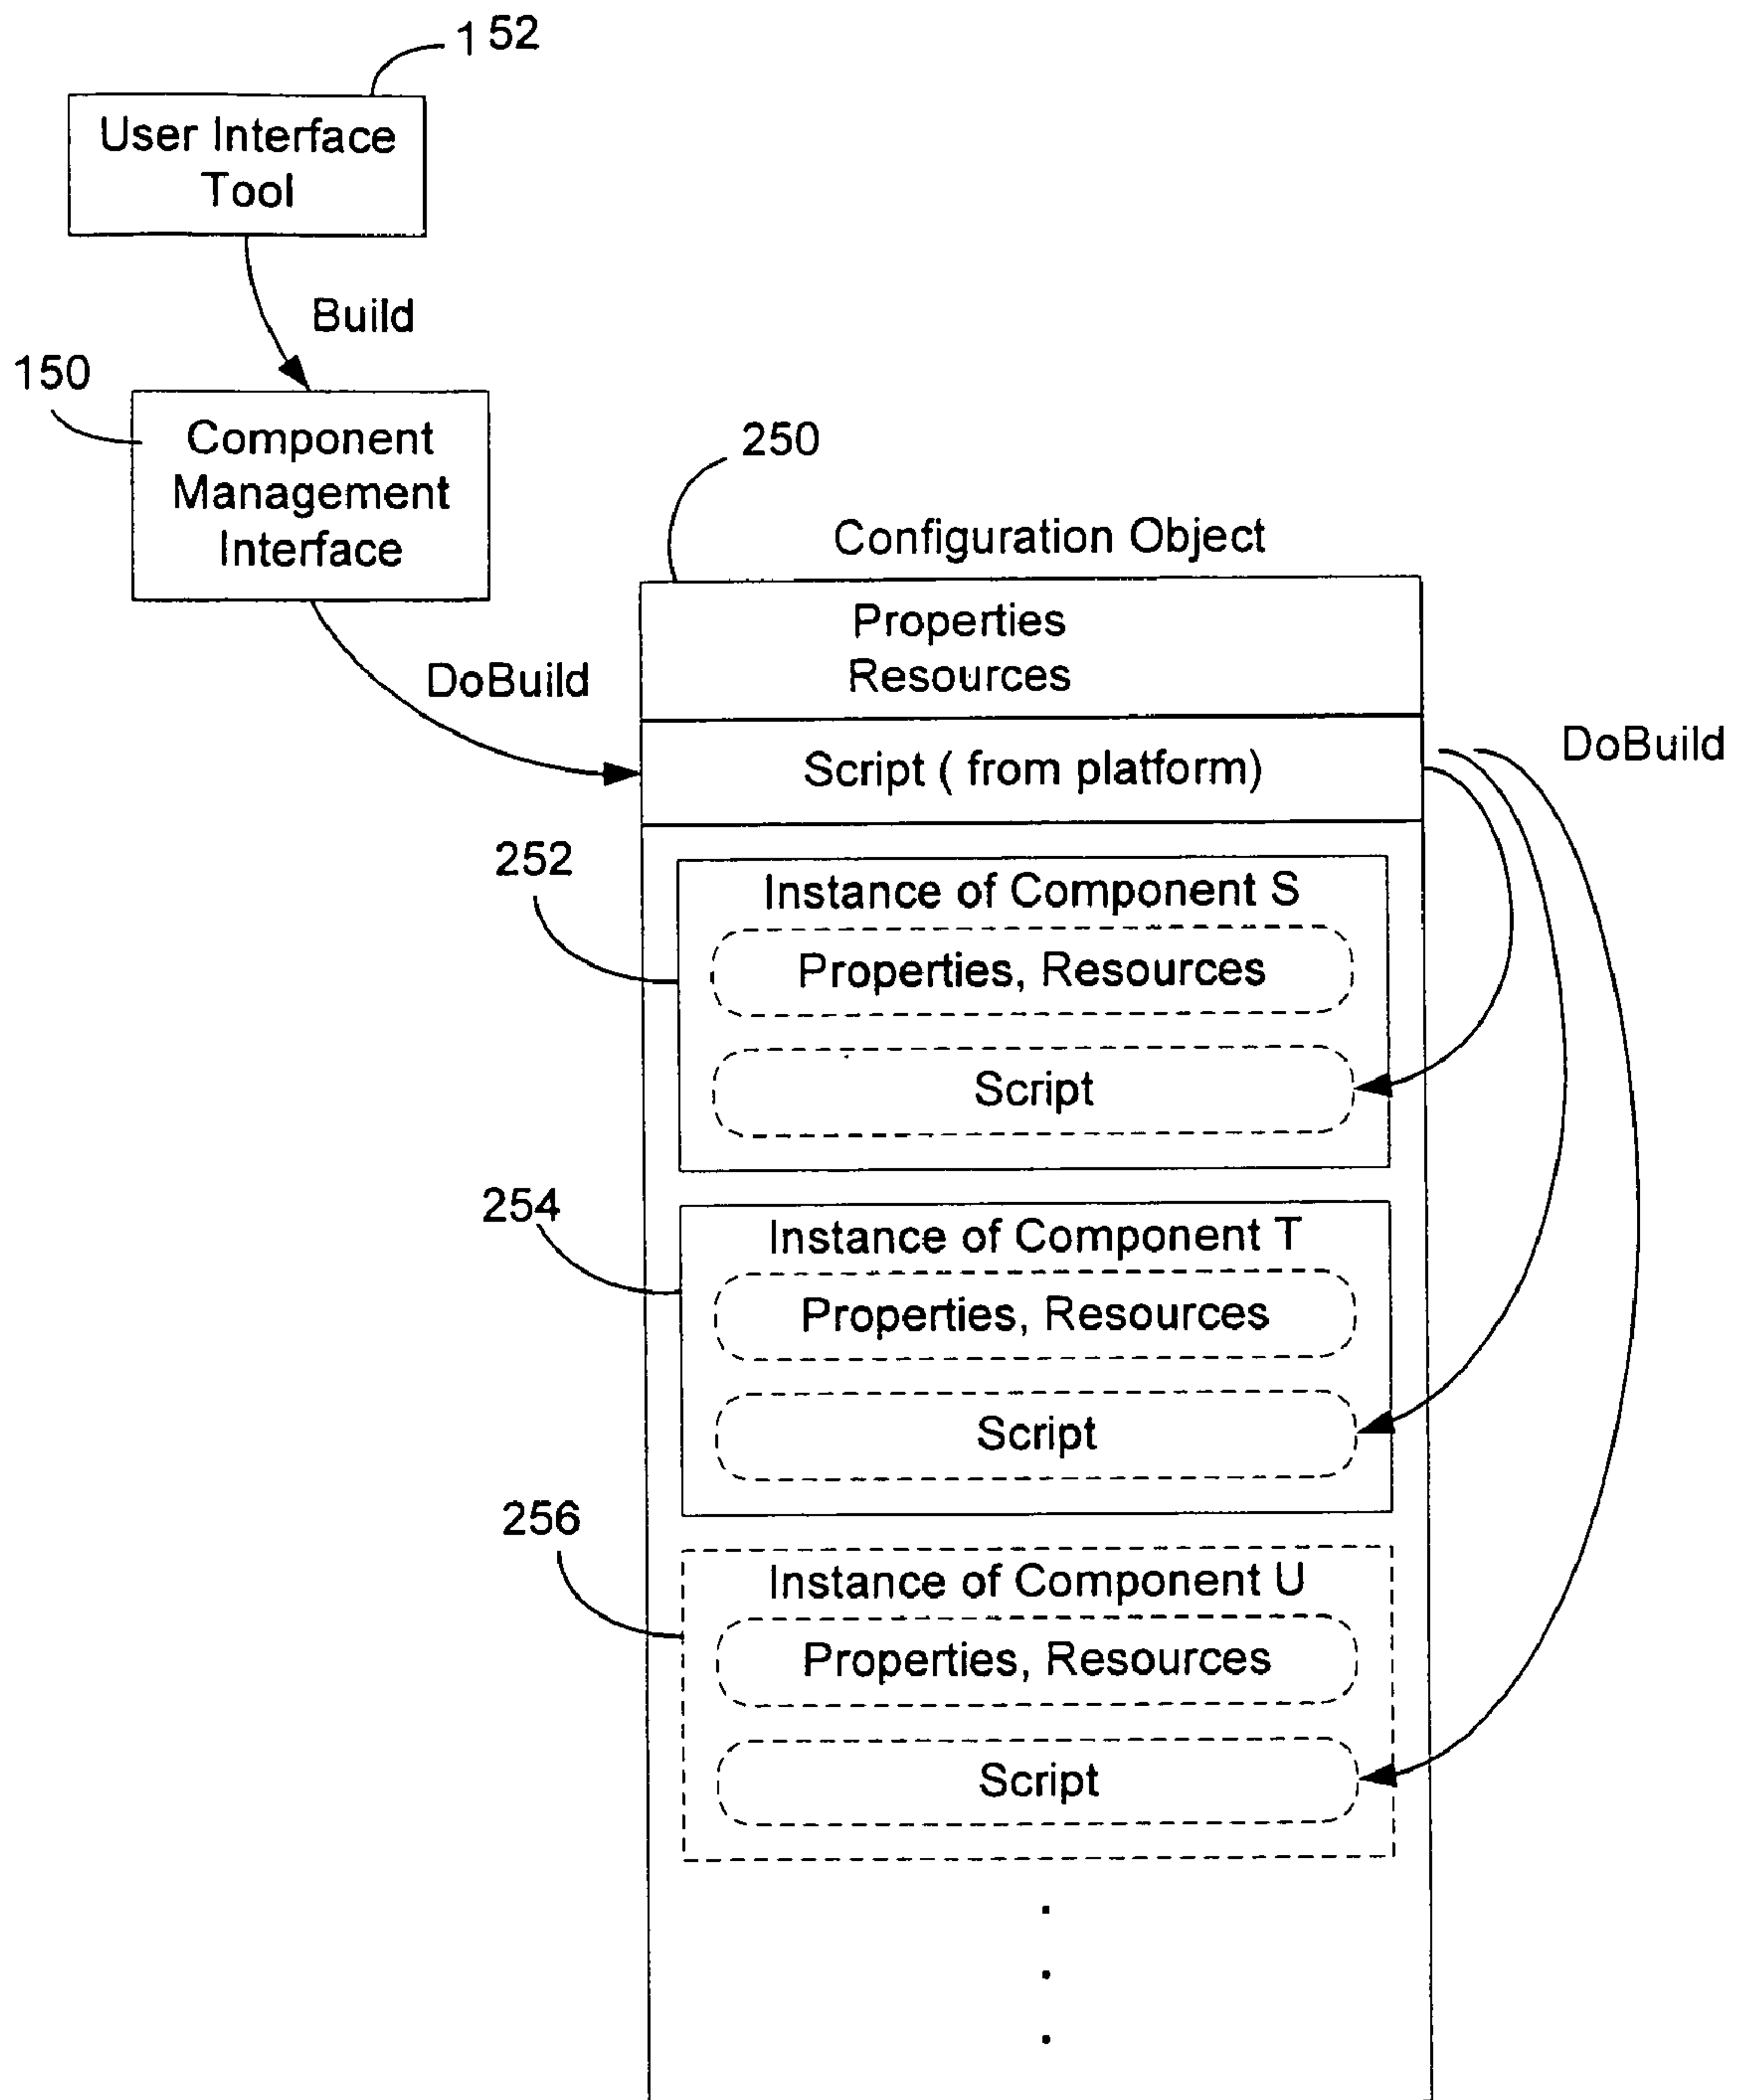 152
User Interface
Tool
Build
150
Component
Management
Interface
250
Configuration Object
Properties
Resources
DoBuild
DoBuild
Script ( from platform)
252
Instance of Component S
Properties, Resources
Script
254
Instance of Component T
Properties, Resources
Script
256
Instance of Component U
Properties, Resources
Script
.
.
.